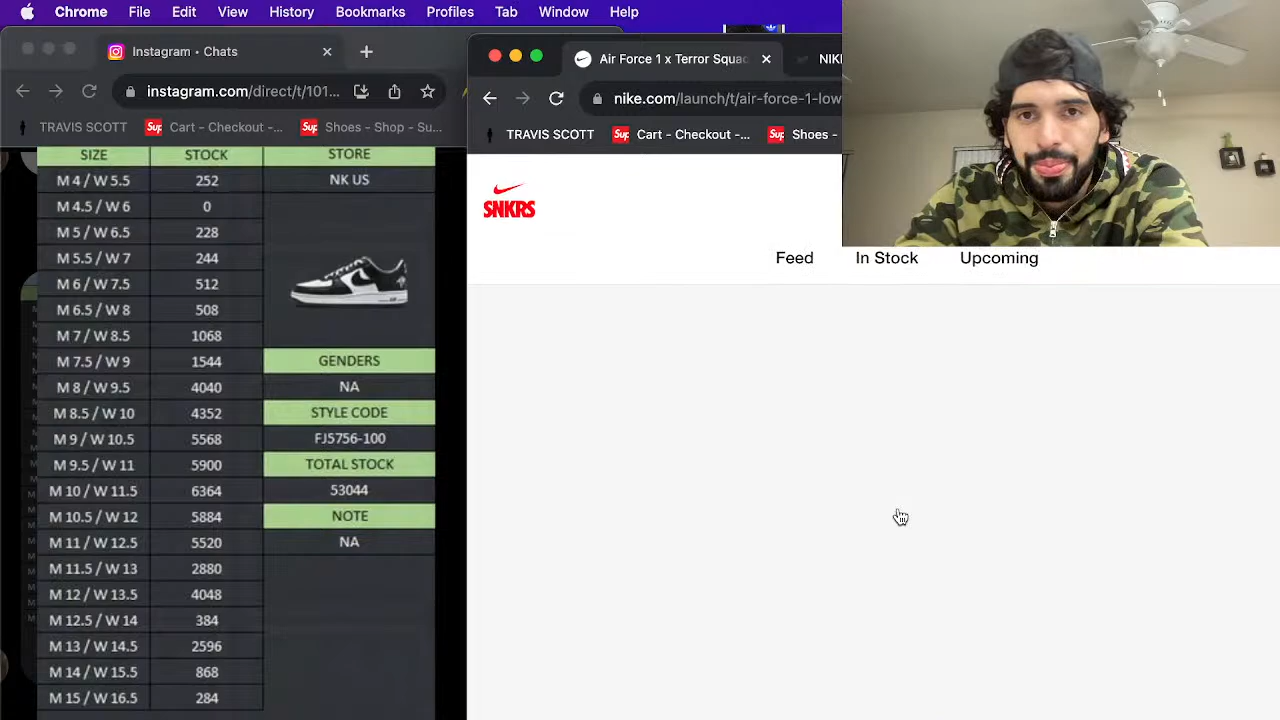 Chrome File Edit View History Bookmarks Profiles Tab Window Help
Instagram • Chats
instagram.com/direct/t/101...
TRAVIS SCOTT Cart - Checkout -... Shoes - Shop - Su...
SIZE STOCK STORE
M 4 / W 5.5 252 NK US
M 4.5 / W 6 0
M 5 / W 6.5 228
M 5.5 / W 7 244
M 6 / W 7.5 512
M 6.5 / W 8 508
M 7 / W 8.5 1068
M 7.5 / W 9 1544 GENDERS
M 8 / W 9.5 4040 NA
M 8.5 / W 10 4352 STYLE CODE
M 9 / W 10.5 5568 FJ5756-100
M 9.5 / W 11 5900 TOTAL STOCK
M 10 / W 11.5 6364 53044
M 10.5 / W 12 5884 NOTE
M 11 / W 12.5 5520 NA
M 11.5 / W 13 2880
M 12 / W 13.5 4048
M 12.5 / W 14 384
M 13 / W 14.5 2596
M 14 / W 15.5 868
M 15 / W 16.5 284
Air Force 1 x Terror Squad NIK
nike.com/launch/t/air-force-1-low
TRAVIS SCOTT Sup Cart - Checkout -... Sup Shoes -
SNKRS
Feed In Stock Upcoming